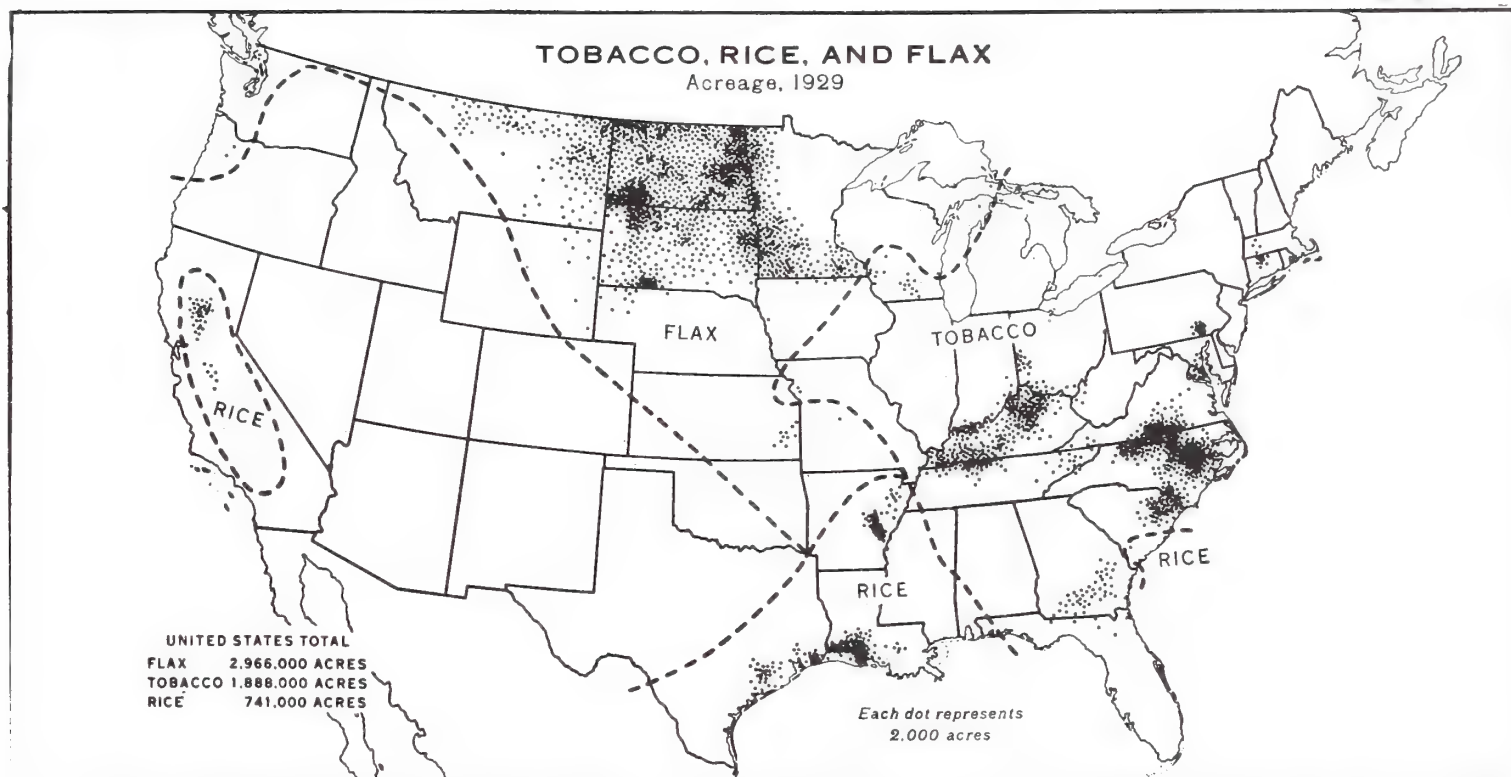 TOBACCO, RICE, AND FLAX
Acreage, 1929
FLAX
TOBACCO
RICE
RICE
RICE
UNITED STATES TOTAL
FLAX 2.966.000 ACRES
TOBACCO 1.888.000 ACRES
RICE 741.000 ACRES
Each dot represents
2.000 acres